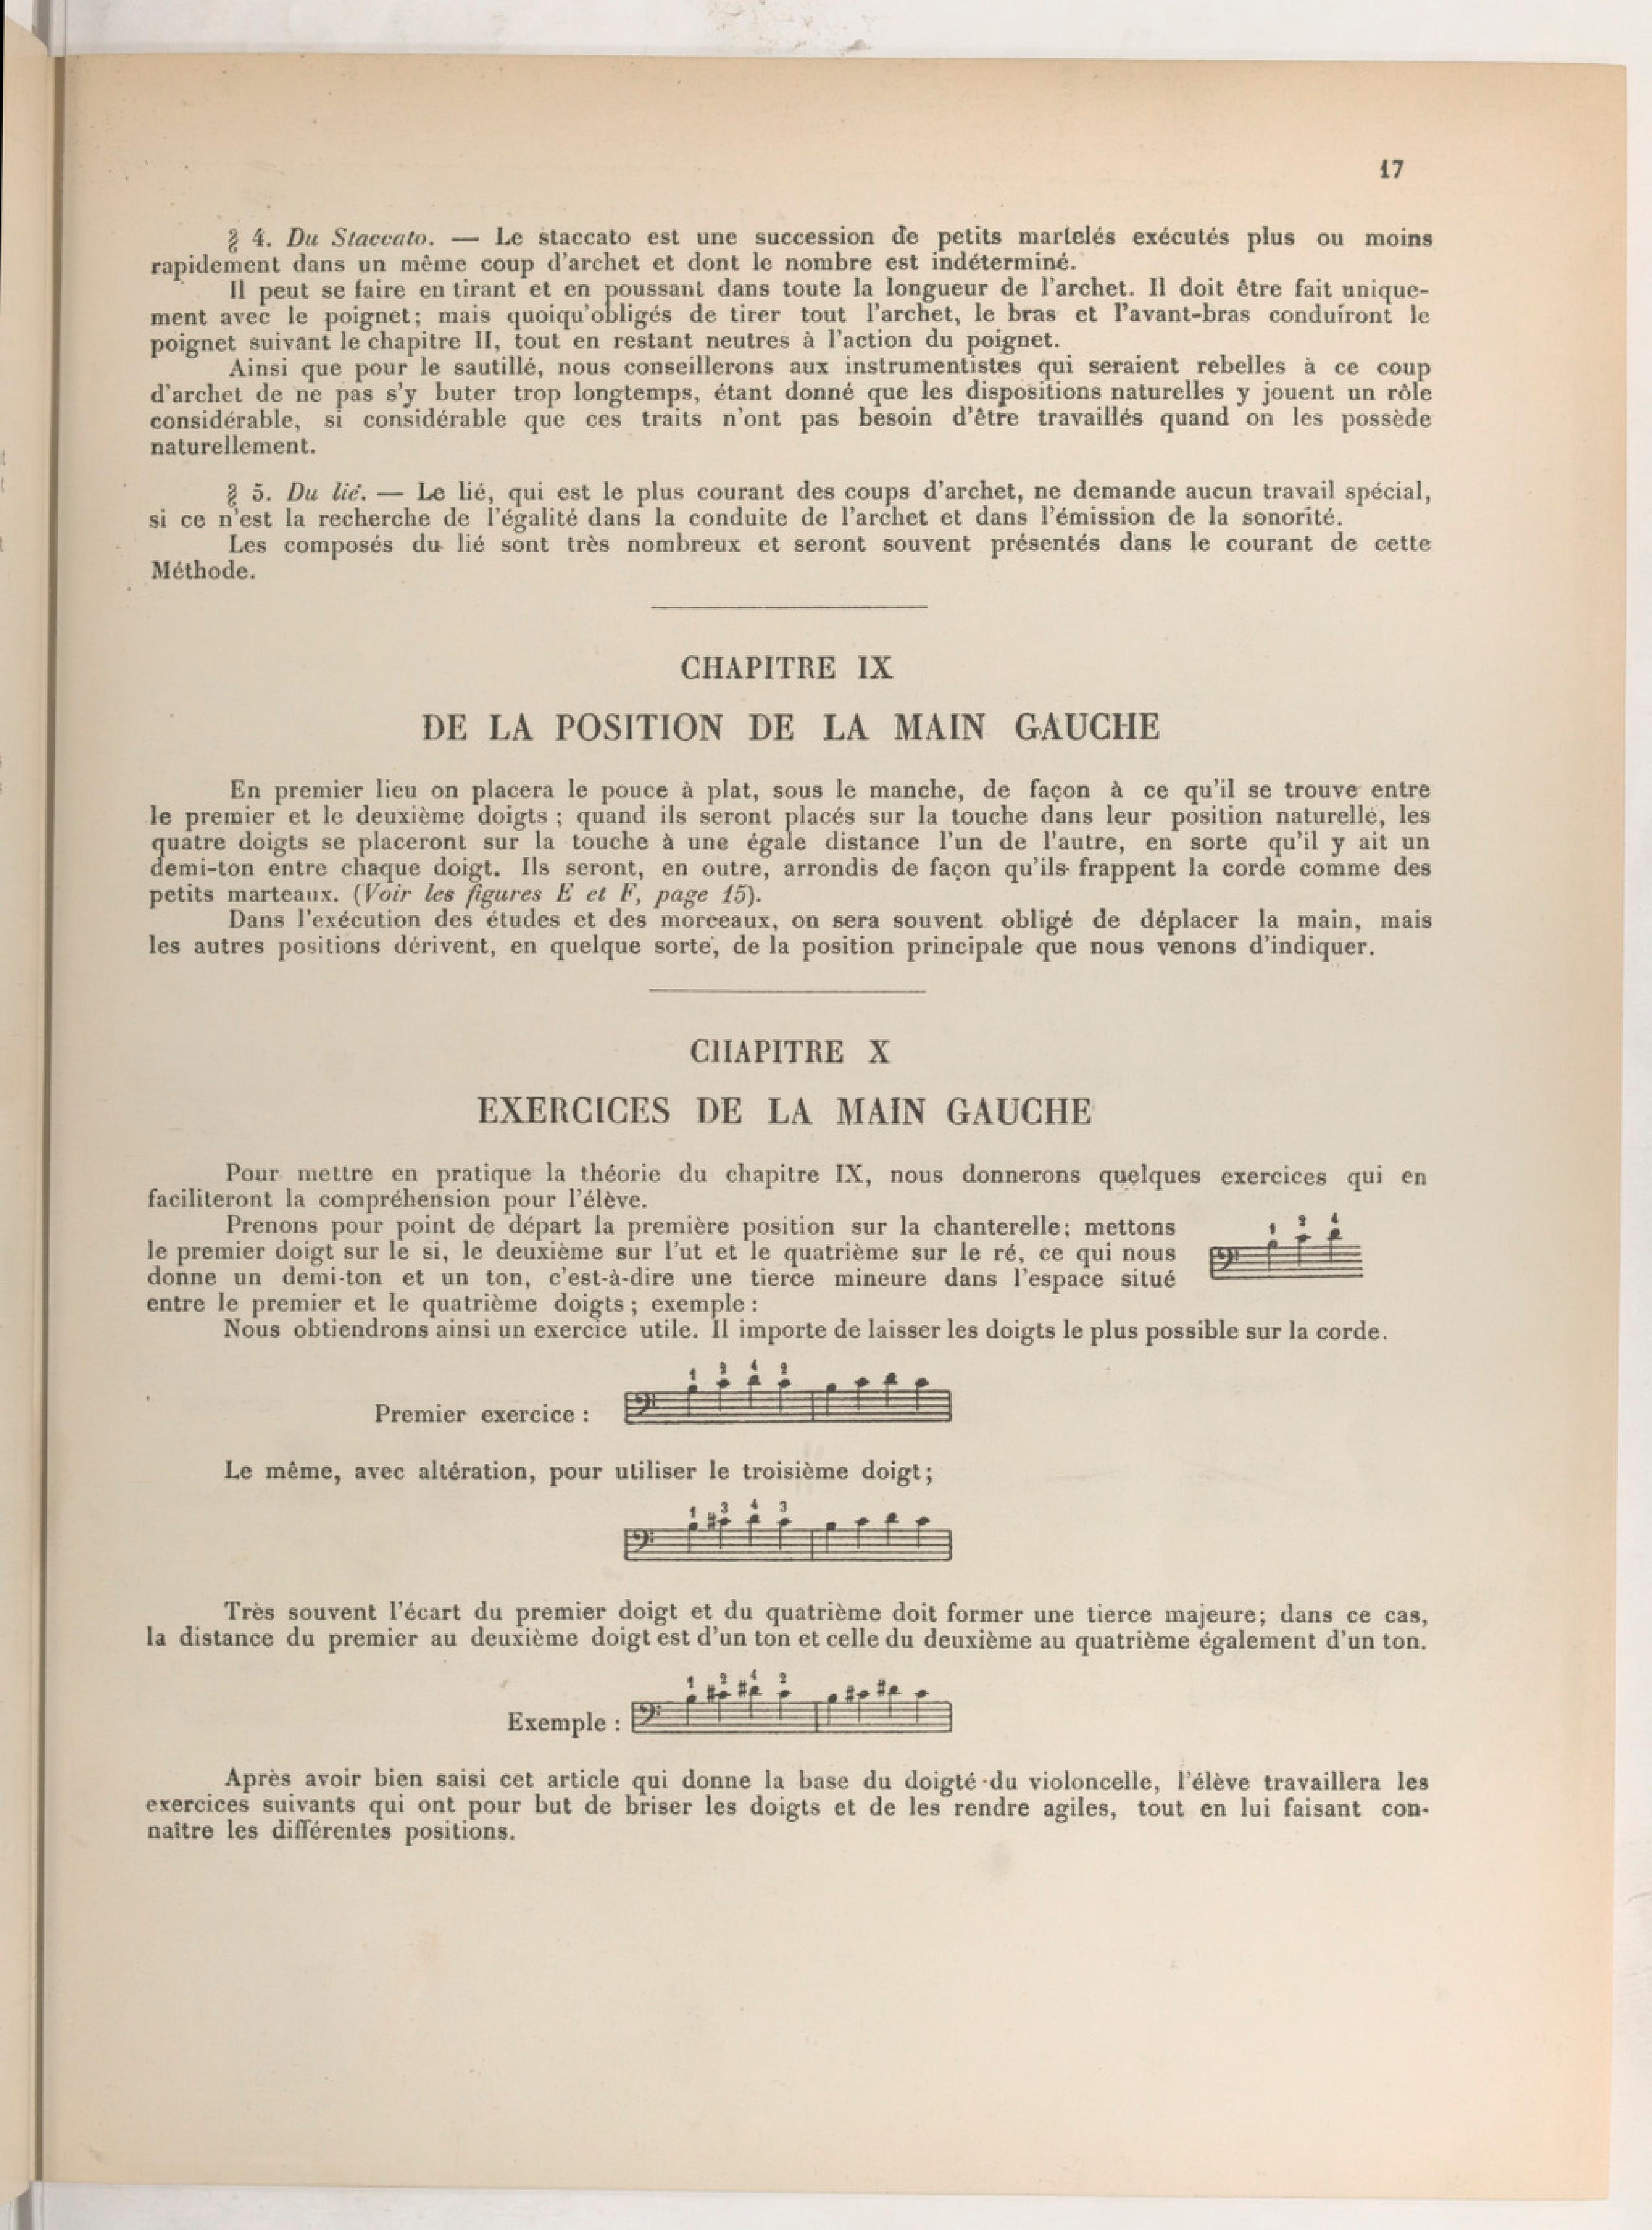 17
§ 4. Du Staccato. — Le staccato est une succession de petits martelés exécutés plus ou moins
rapidement dans un même coup d'archet et dont le nombre est indéterminé.
Il peut se faire en tirant et en poussant dans toute la longueur de l'archet. Il doit être fait unique-
ment avec le poignet; mais quoiqu'obligés de tirer tout l'archet, le bras et l'avant-bras conduiront le
poignet suivant le chapitre II, tout en restant neutres à l'action du poignet.
Ainsi que pour le sautillé, nous conseillerons aux instrumentistes qui seraient rebelles à ce coup
d'archet de ne pas s'y buter trop longtemps, étant donné que les dispositions naturelles y jouent un rôle
considérable, si considérable que ces traits n'ont pas besoin d'être travaillés quand on les possède
naturellement.
§ 5. Du lié. — Le lié, qui est le plus courant des coups d'archet, ne demande aucun travail spécial,
si ce n'est la recherche de l'égalité dans la conduite de l'archet et dans l'émission de la sonorité.
Les composés du lié sont très nombreux et seront souvent présentés dans le courant de cette
Méthode.
CHAPITRE IX
DE LA POSITION DE LA MAIN GAUCHE
En premier lieu on placera le pouce à plat, sous le manche, de façon à ce qu'il se trouve entre
le premier et le deuxième doigts ; quand ils seront placés sur la touche dans leur position naturelle, les
quatre doigts se placeront sur la touche à une égale distance l'un de l'autre, en sorte qu'il y ait un
demi-ton entre chaque doigt. Ils seront, en outre, arrondis de façon qu'ils frappent la corde comme des
petits marteaux. (Voir les figures E et F, page 15).
Dans l'exécution des études et des morceaux, on sera souvent obligé de déplacer la main, mais
les autres positions dérivent, en quelque sorte, de la position principale que nous venons d'indiquer.
CHAPITRE X
EXERCICES DE LA MAIN GAUCHE
Pour mettre en pratique la théorie du chapitre IX, nous donnerons quelques exercices qui en
faciliteront la compréhension pour l'élève.
Prenons pour point de départ la première position sur la chanterelle; mettons
le premier doigt sur le si, le deuxième sur l'ut et le quatrième sur le ré, ce qui nous
donne un demi-ton et un ton, c'est-à-dire une tierce mineure dans l'espace situé
entre le premier et le quatrième doigts ; exemple :
1 2 4
Nous obtiendrons ainsi un exercice utile. Il importe de laisser les doigts le plus possible sur la corde.
1 2 4 2
Premier exercice :
Le même, avec altération, pour utiliser le troisième doigt;
1 3 4 3
Très souvent l'écart du premier doigt et du quatrième doit former une tierce majeure; dans ce cas,
la distance du premier au deuxième doigt est d'un ton et celle du deuxième au quatrième également d'un ton.
1 2 4 2
Exemple :
Après avoir bien saisi cet article qui donne la base du doigté du violoncelle, l'élève travaillera les
exercices suivants qui ont pour but de briser les doigts et de les rendre agiles, tout en lui faisant con-
naître les différentes positions.